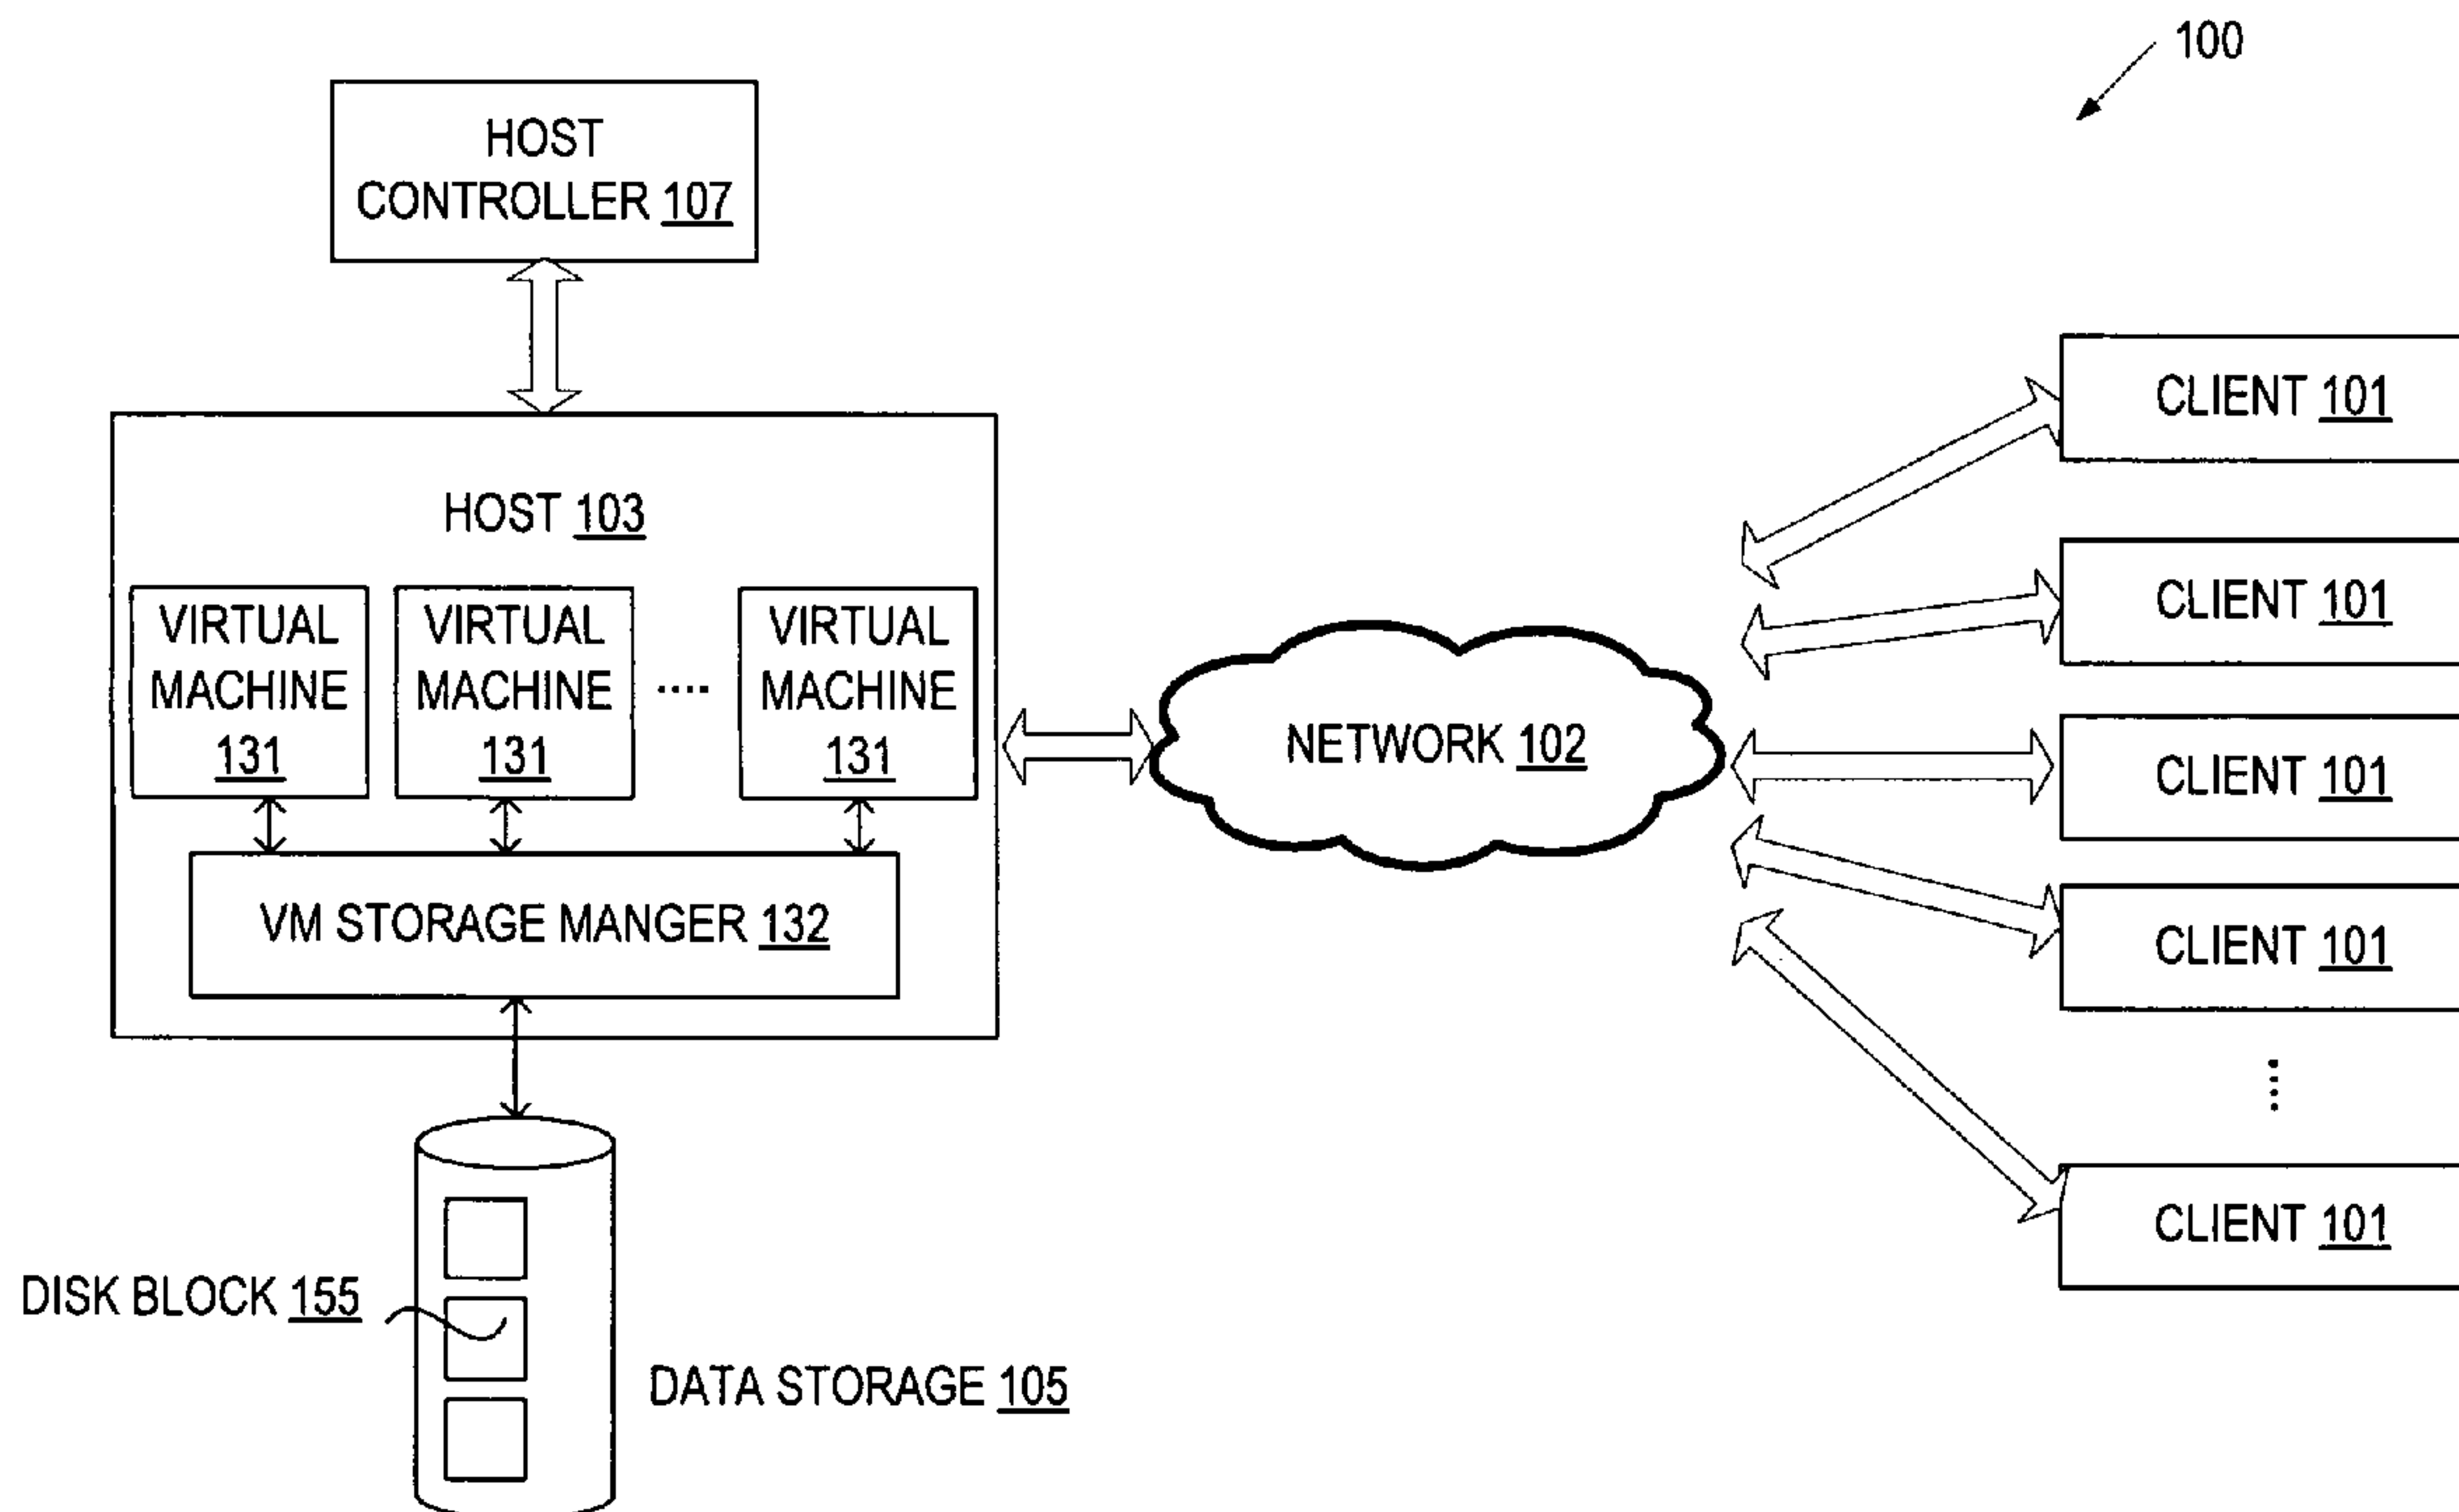 100
HOST
CONTROLLER 107
HOST 103
VIRTUAL
MACHINE
131
VIRTUAL
MACHINE
131
....
VIRTUAL
MACHINE
131
VM STORAGE MANGER 132
DISK BLOCK 155
DATA STORAGE 105
NETWORK 102
CLIENT 101
CLIENT 101
CLIENT 101
CLIENT 101
....
CLIENT 101